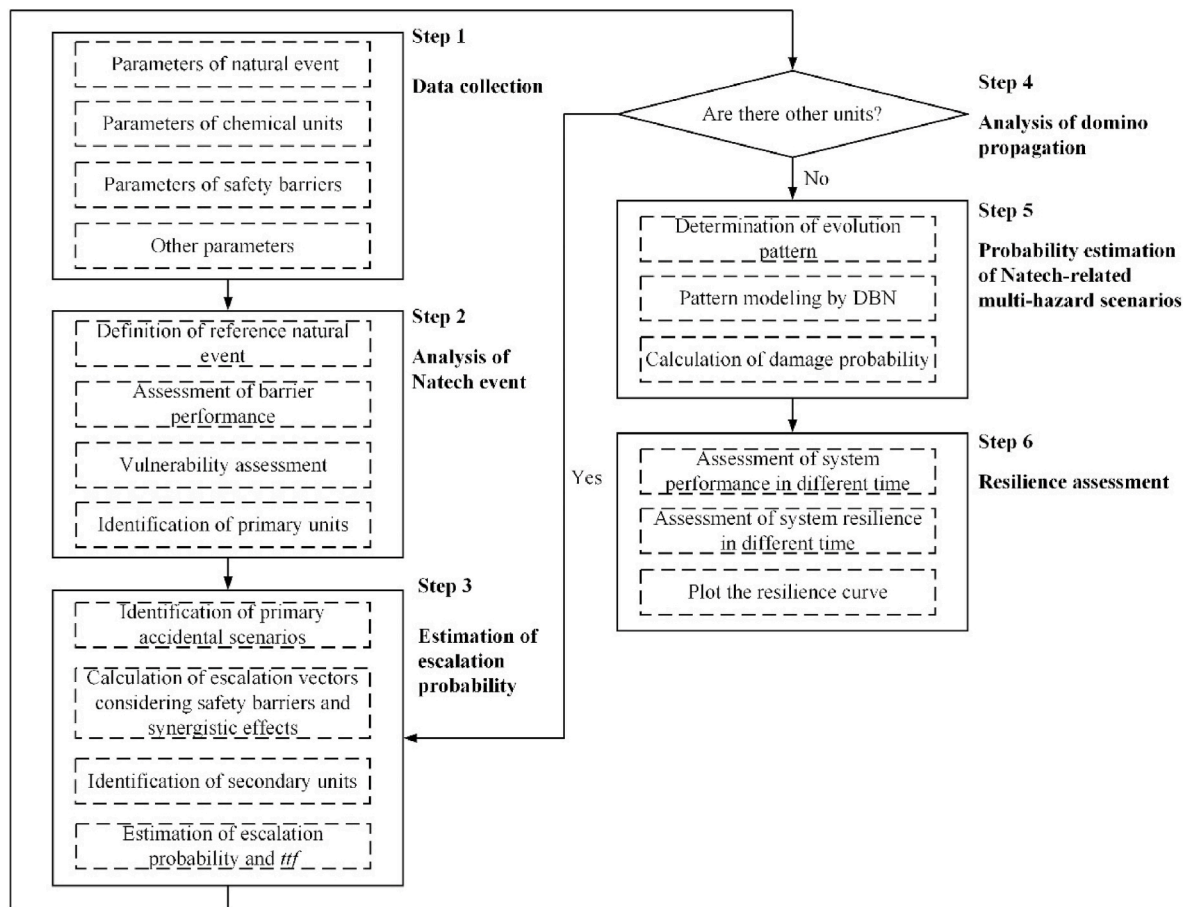 Step 1
Data collection
Parameters of natural event
Parameters of chemical units
Parameters of safety barriers
Other parameters
Step 2
Analysis of
Natech event
Definition of reference natural
event
Assessment of barrier
performance
Vulnerability assessment
Identification of primary units
Step 3
Estimation of
escalation
probability
Identification of primary
accidental scenarios
Calculation of escalation vectors
considering safety barriers and
synergistic effects
Identification of secondary units
Estimation of escalation
probability and ttf
Step 4
Analysis of domino
propagation
Are there other units?
Yes
No
Step 5
Probability estimation
of Natech-related
multi-hazard scenarios
Determination of evolution
pattern
Pattern modeling by DBN
Calculation of damage probability
Step 6
Resilience assessment
Assessment of system
performance in different time
Assessment of system resilience
in different time
Plot the resilience curve